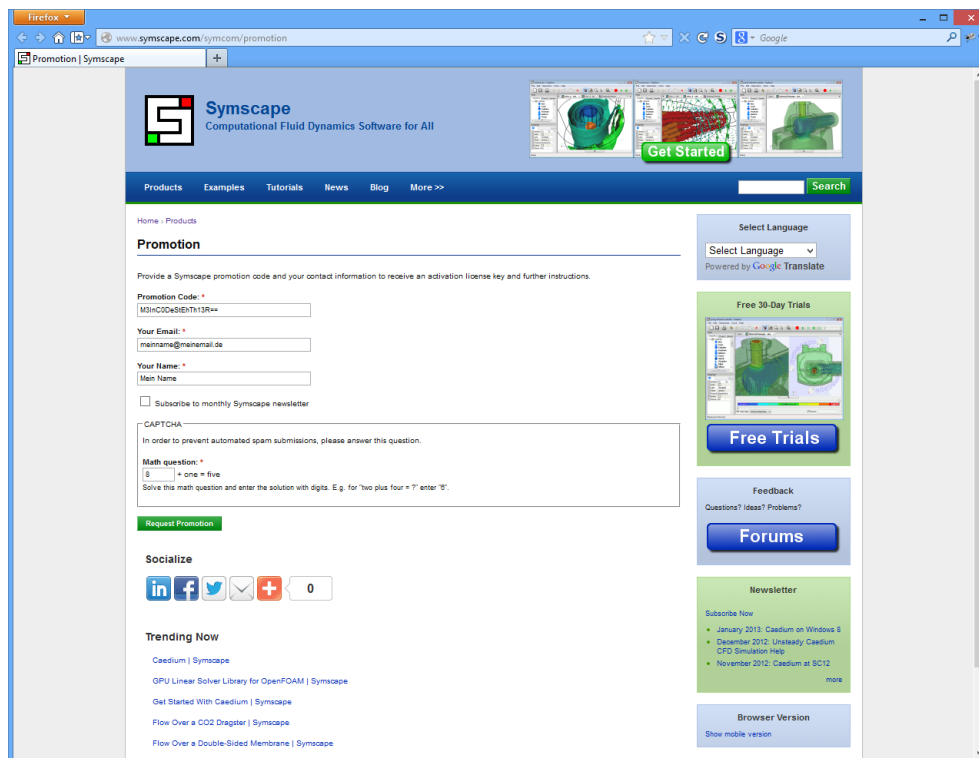 Firefox
www.symscape.com/symcom/promotion
Google
Promotion | Symscape
Symscape
Computational Fluid Dynamics Software for All
Get Started
Products Examples Tutorials News Blog More >>
Search
Home › Products
Promotion
Provide a Symscape promotion code and your contact information to receive an activation license key and further instructions.
Promotion Code: *
M3InC0DeStEhTh13R==
Your Email: *
meinname@meinemail.de
Your Name: *
Mein Name
Subscribe to monthly Symscape newsletter
CAPTCHA
In order to prevent automated spam submissions, please answer this question.
Math question: *
8 + one = five
Solve this math question and enter the solution with digits. E.g. for "two plus four = ?" enter "6".
Request Promotion
Socialize
in f 0
Trending Now
Caedium | Symscape
GPU Linear Solver Library for OpenFOAM | Symscape
Get Started With Caedium | Symscape
Flow Over a CO2 Dragster | Symscape
Flow Over a Double-Sided Membrane | Symscape
Select Language
Select Language
Powered by Google Translate
Free 30-Day Trials
Free Trials
Feedback
Questions? Ideas? Problems?
Forums
Newsletter
Subscribe Now
January 2013: Caedium on Windows 8
December 2012: Unsteady Caedium
CFD Simulation Help
November 2012: Caedium at SC12
more
Browser Version
Show mobile version